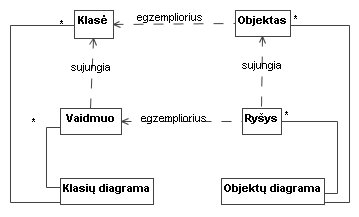 * Klasė egzempliorius Objektas *
sujungia sujungia
* Vaidmuo egzempliorius Ryšys *
Klasių diagrama Objektų diagrama